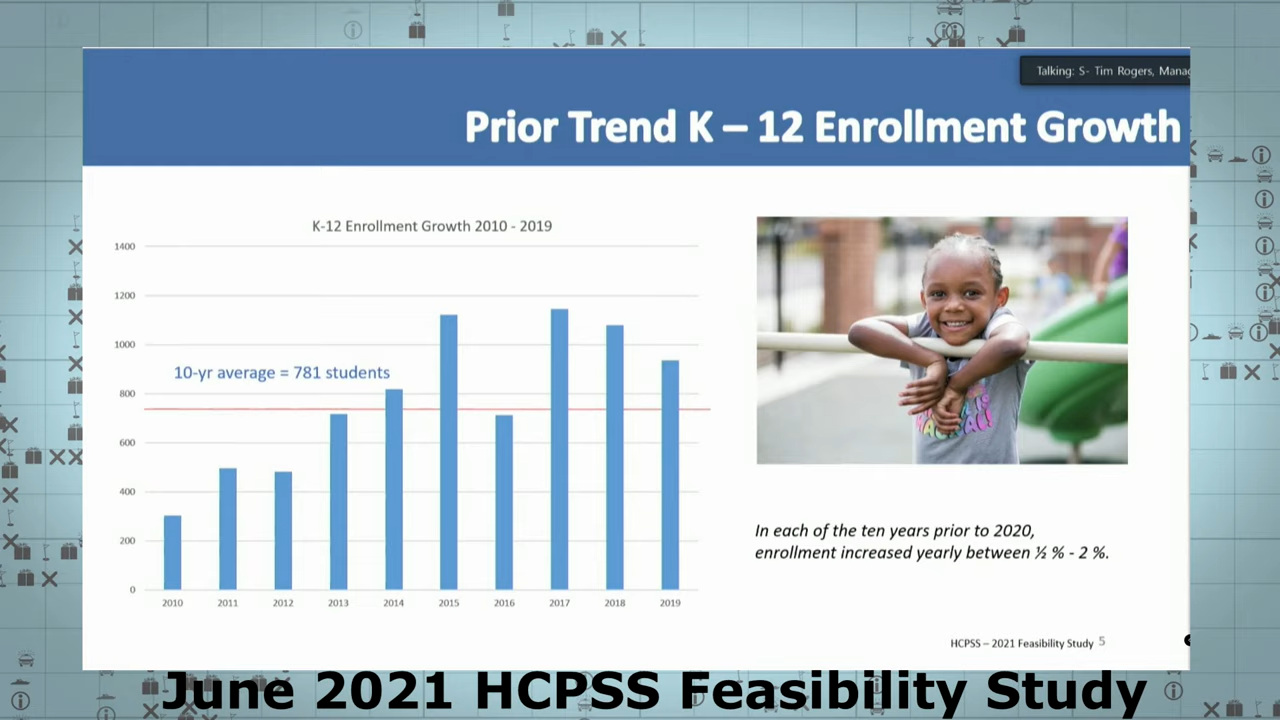 Talking: S- Tim Rogers, Manag
Prior Trend K – 12 Enrollment Growth
K-12 Enrollment Growth 2010 - 2019
1400
1200
1000
10-yr average = 781 students
800
600
400
200
0
2010 2011 2012 2013 2014 2015 2016 2017 2018 2019
In each of the ten years prior to 2020,
enrollment increased yearly between ½ % - 2 %.
HCPSS – 2021 Feasibility Study 5
June 2021 HCPSS Feasibility Study